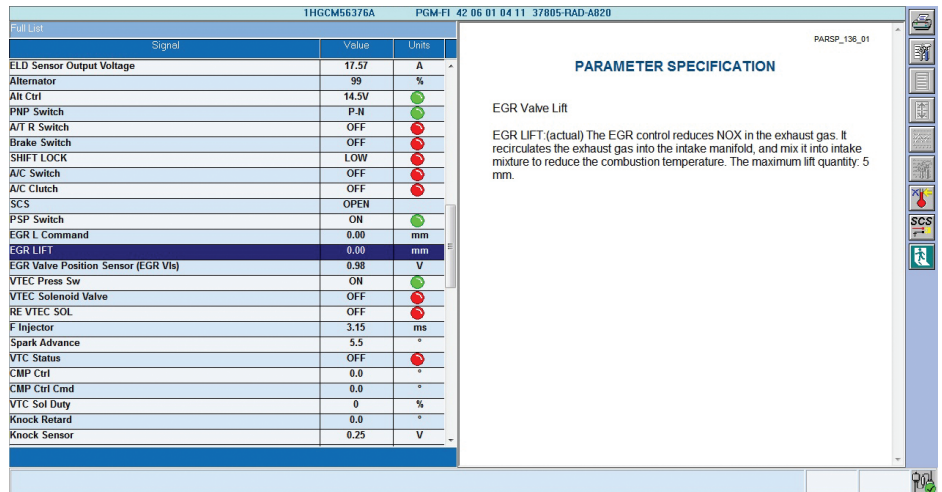 1HGCM56376A PGM-FI 42 06 01 04 11 37805-RAD-A820
Full List
Signal Value Units
ELD Sensor Output Voltage 17.57 A
Alternator 99 %
Alt Ctrl 14.5V
PNP Switch P-N
A/T R Switch OFF
Brake Switch OFF
SHIFT LOCK LOW
A/C Switch OFF
A/C Clutch OFF
SCS OPEN
PSP Switch ON
EGR L Command 0.00 mm
EGR LIFT 0.00 mm
EGR Valve Position Sensor (EGR Vls) 0.98 V
VTEC Press Sw ON
VTEC Solenoid Valve OFF
RE VTEC SOL OFF
F Injector 3.15 ms
Spark Advance 5.5 °
VTC Status OFF
CMP Ctrl 0.0 °
CMP Ctrl Cmd 0.0 °
VTC Sol Duty 0 %
Knock Retard 0.0 °
Knock Sensor 0.25 V
PARSP_136_01
PARAMETER SPECIFICATION
EGR Valve Lift
EGR LIFT:(actual) The EGR control reduces NOX in the exhaust gas. It
recirculates the exhaust gas into the intake manifold, and mix it into intake
mixture to reduce the combustion temperature. The maximum lift quantity: 5
mm.
SCS